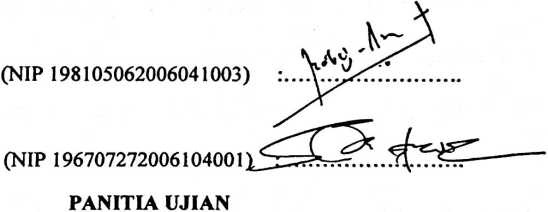 (NIP 198105062006041003) :
(NIP 196707272006104001) :
PANITIA UJIAN